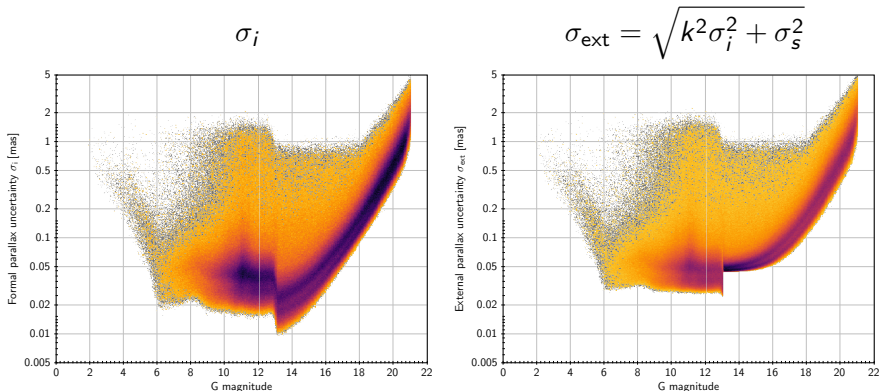 σ_i
σ_ext = √(k²σ_i² + σ_s²)
Formal parallax uncertainty σ_i [mas]
5
2
1
0.5
0.2
0.1
0.05
0.02
0.01
0.005
0 2 4 6 8 10 12 14 16 18 20 22
G magnitude
External parallax uncertainty σ_ext [mas]
5
2
1
0.5
0.2
0.1
0.05
0.02
0.01
0.005
0 2 4 6 8 10 12 14 16 18 20 22
G magnitude